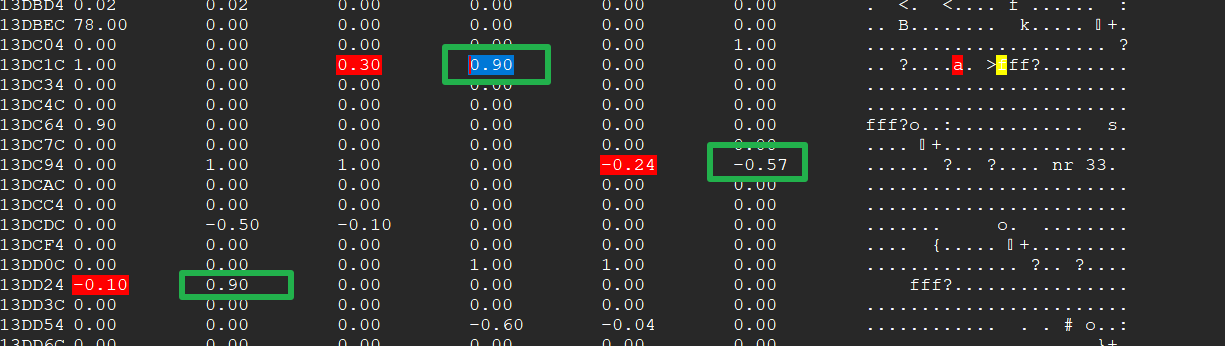 13DBD4 0.02 0.02 0.00 0.00 0.00 0.00 . <. <.... f ...... :
13DBEC 78.00 0.00 0.00 0.00 0.00 0.00 .. B........ k..... ▯+.
13DC04 0.00 0.00 0.00 0.00 0.00 1.00 ...................... ?
13DC1C 1.00 0.00 0.30 0.90 0.00 0.00 .. ?....a. >*ff?........
13DC34 0.00 0.00 0.00 0.00 0.00 0.00 ........................
13DC4C 0.00 0.00 0.00 0.00 0.00 0.00 ........................
13DC64 0.90 0.00 0.00 0.00 0.00 0.00 fff?o..:............ s.
13DC7C 0.00 0.00 0.00 0.00 0.00 0.00 .... ▯+.................
13DC94 0.00 1.00 1.00 0.00 -0.24 -0.57 ...... ?.. ?.... nr 33.
13DCAC 0.00 0.00 0.00 0.00 0.00 0.00 ........................
13DCC4 0.00 0.00 0.00 0.00 0.00 0.00 ........................
13DCDC 0.00 -0.50 -0.10 0.00 0.00 0.00 ....... o. ........
13DCF4 0.00 0.00 0.00 0.00 0.00 0.00 .... {..... ▯+.........
13DD0C 0.00 0.00 0.00 1.00 1.00 0.00 ............... ?.. ?....
13DD24 -0.10 0.90 0.00 0.00 0.00 0.00 fff?................
13DD3C 0.00 0.00 0.00 0.00 0.00 0.00 ........................
13DD54 0.00 0.00 0.00 -0.60 -0.04 0.00 ............ . . # o..:
13DD6C 0.00 0.00 0.00 0.00 0.00 0.00